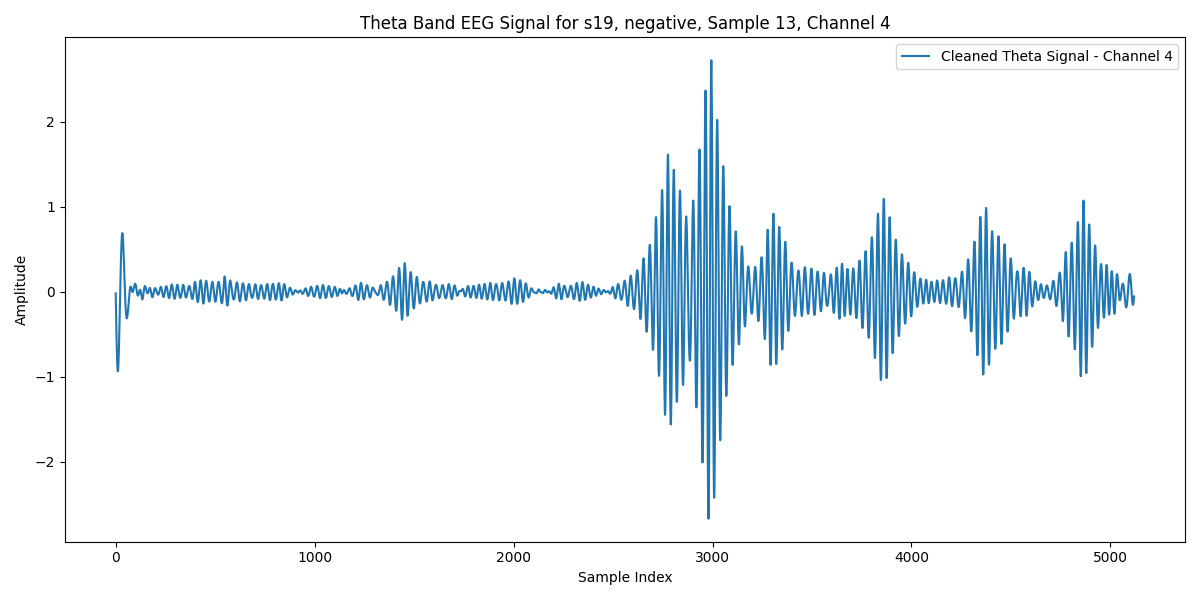 Theta Band EEG Signal for s19, negative, Sample 13, Channel 4
Cleaned Theta Signal - Channel 4
Amplitude
2
1
0
−1
−2
0 1000 2000 3000 4000 5000
Sample Index